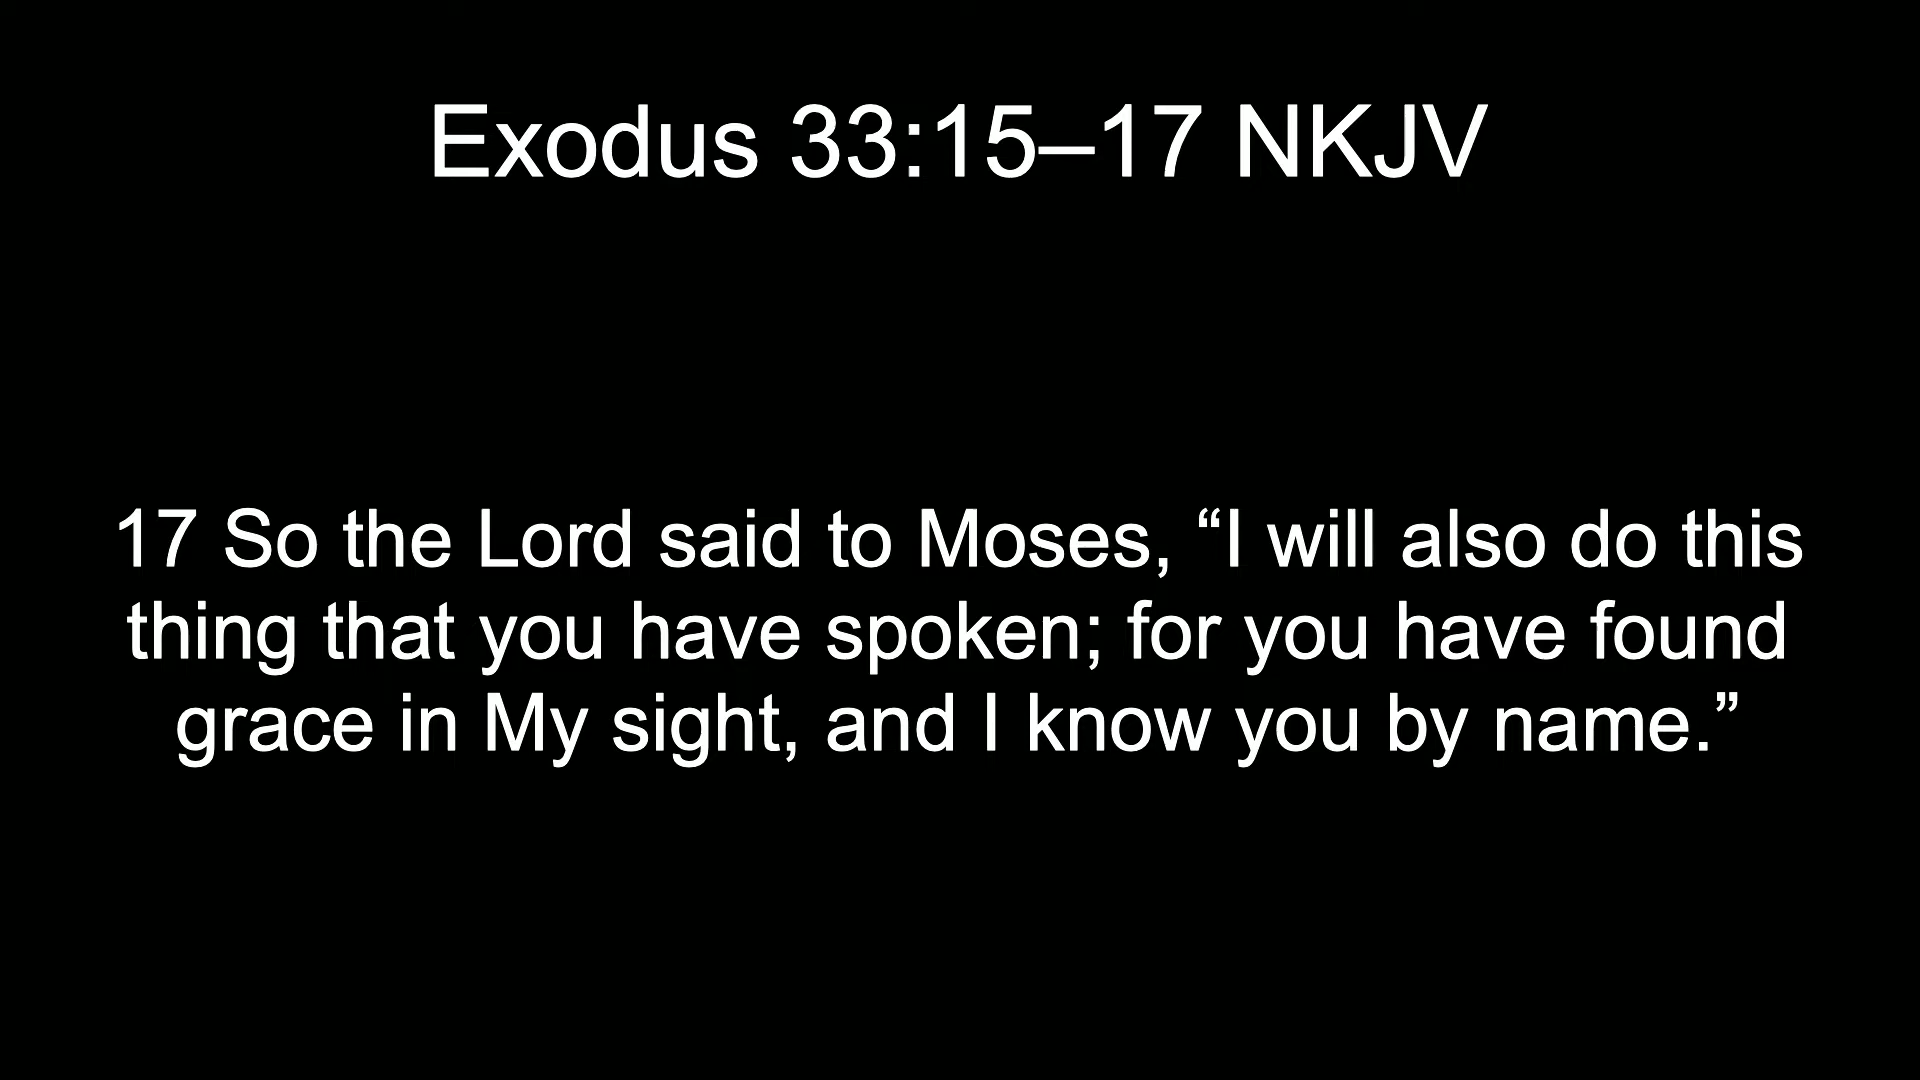 Exodus 33:15–17 NKJV
17 So the Lord said to Moses, “I will also do this
thing that you have spoken; for you have found
grace in My sight, and I know you by name.”